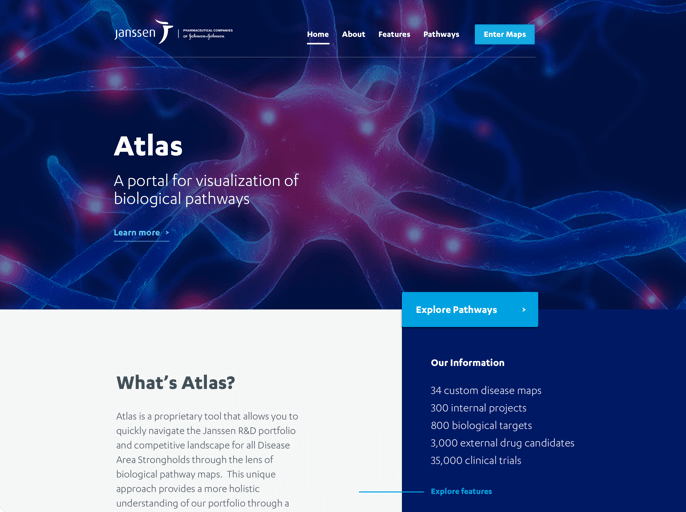 janssen
PHARMACEUTICAL COMPANIES
OF Johnson & Johnson
Home
About
Features
Pathways
Enter Maps
Atlas
A portal for visualization of
biological pathways
Learn more >
Explore Pathways >
What's Atlas?
Atlas is a proprietary tool that allows you to
quickly navigate the Janssen R&D portfolio
and competitive landscape for all Disease
Area Strongholds through the lens of
biological pathway maps. This unique
approach provides a more holistic
understanding of our portfolio through a
Our Information
34 custom disease maps
300 internal projects
800 biological targets
3,000 external drug candidates
35,000 clinical trials
Explore features